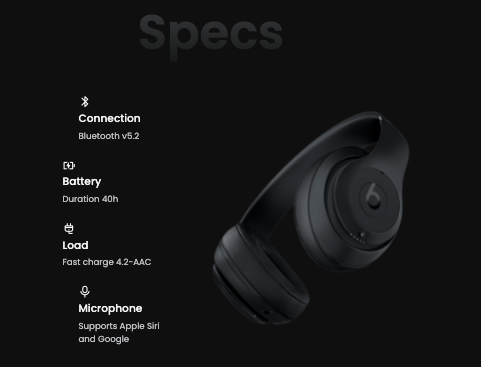 Specs
Connection
Bluetooth v5.2
Battery
Duration 40h
Load
Fast charge 4.2-AAC
Microphone
Supports Apple Siri
and Google